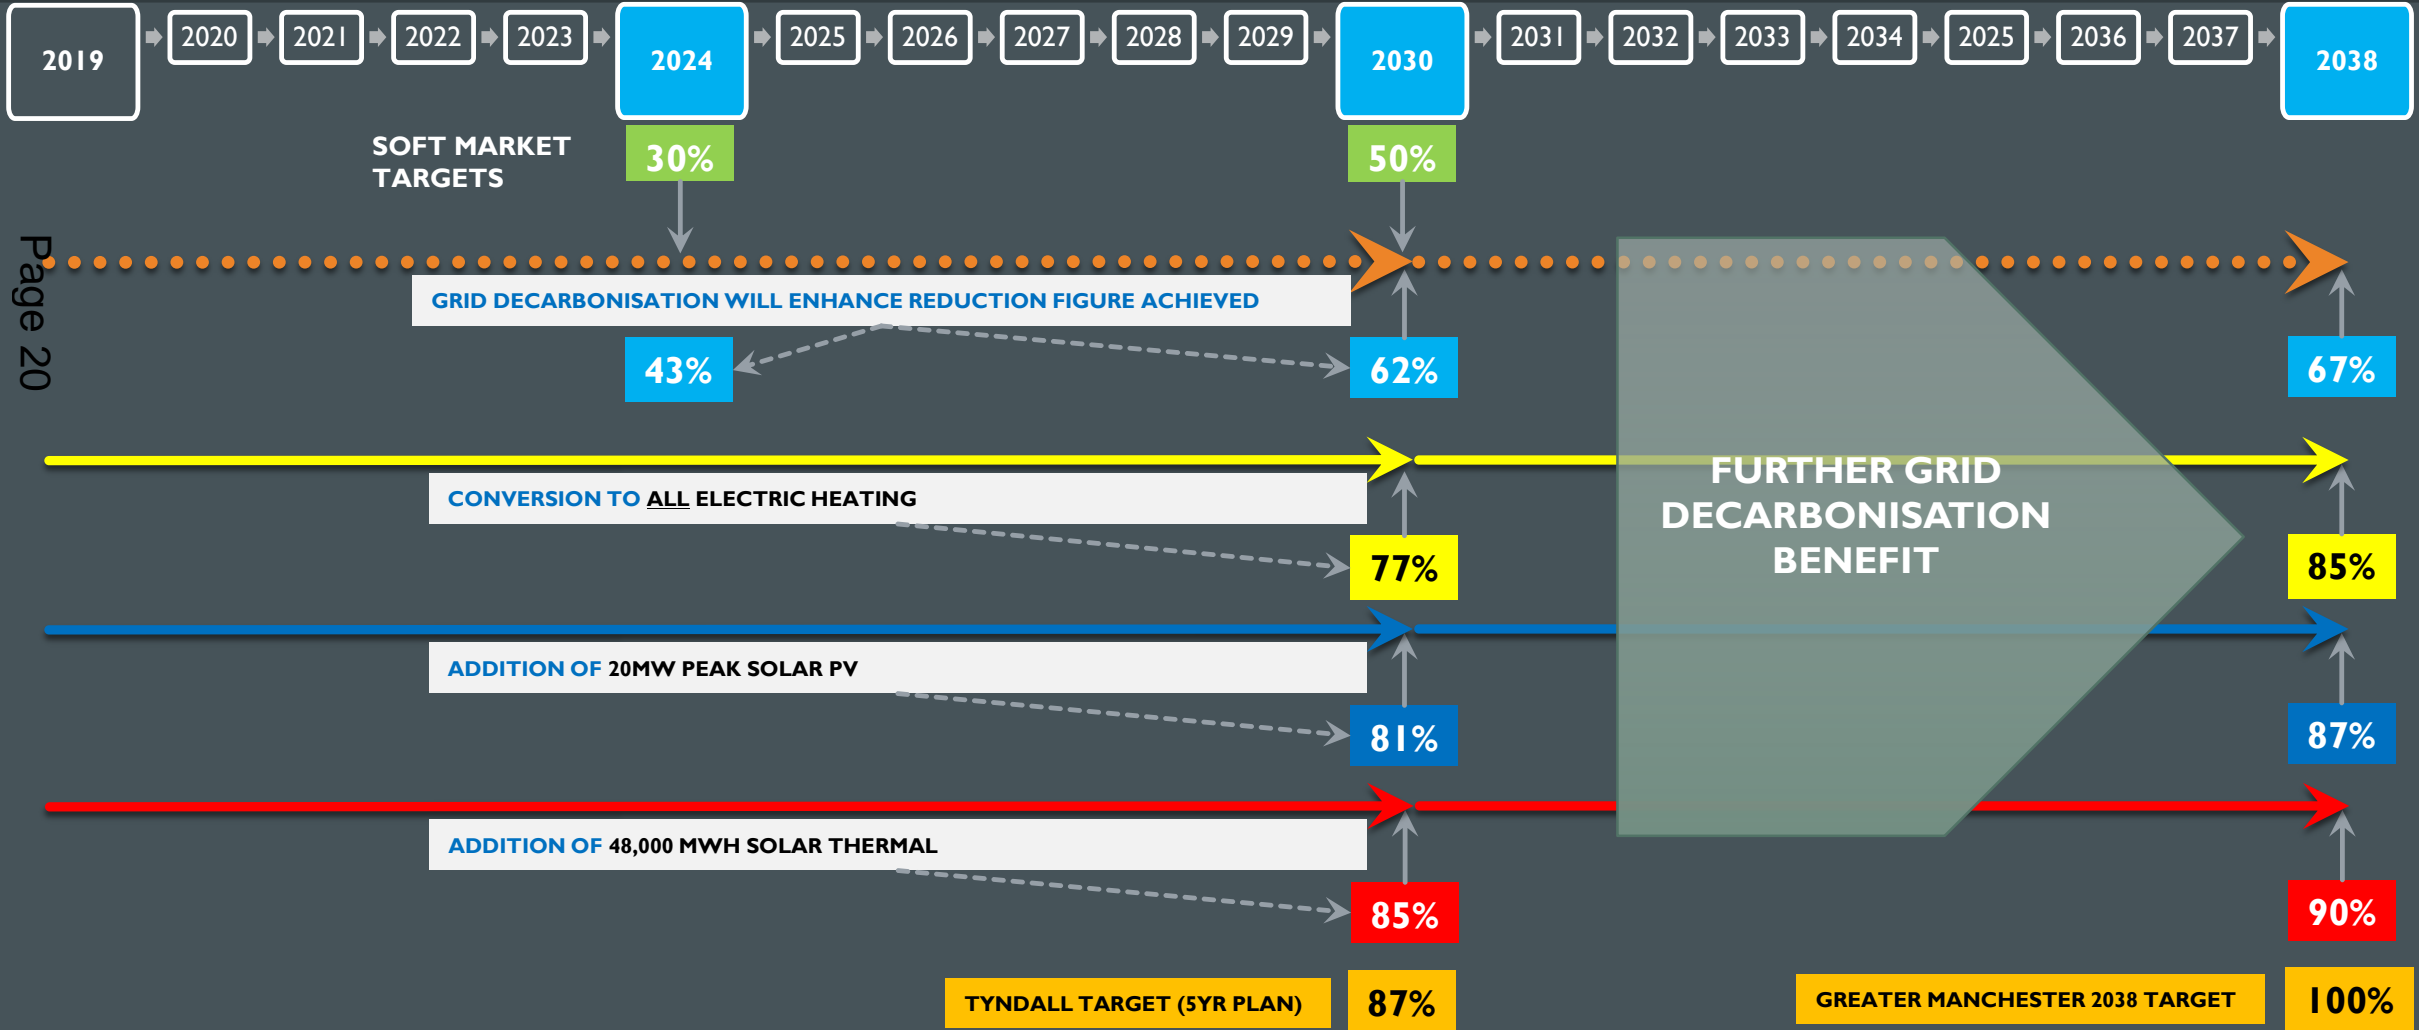 2019
2020
2021
2022
2023
2024
2025
2026
2027
2028
2029
2030
2031
2032
2033
2034
2025
2036
2037
2038
SOFT MARKET
TARGETS
30%
50%
Page 20
GRID DECARBONISATION WILL ENHANCE REDUCTION FIGURE ACHIEVED
43%
62%
67%
CONVERSION TO ALL ELECTRIC HEATING
77%
FURTHER GRID
DECARBONISATION
BENEFIT
85%
ADDITION OF 20MW PEAK SOLAR PV
81%
87%
ADDITION OF 48,000 MWH SOLAR THERMAL
85%
90%
TYNDALL TARGET (5YR PLAN)
87%
GREATER MANCHESTER 2038 TARGET
100%